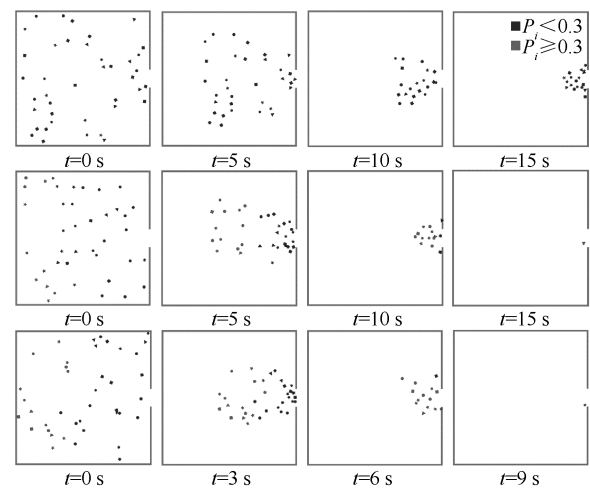 P_i<0.3
P_i≥0.3
t=0 s t=5 s t=10 s t=15 s
t=0 s t=5 s t=10 s t=15 s
t=0 s t=3 s t=6 s t=9 s